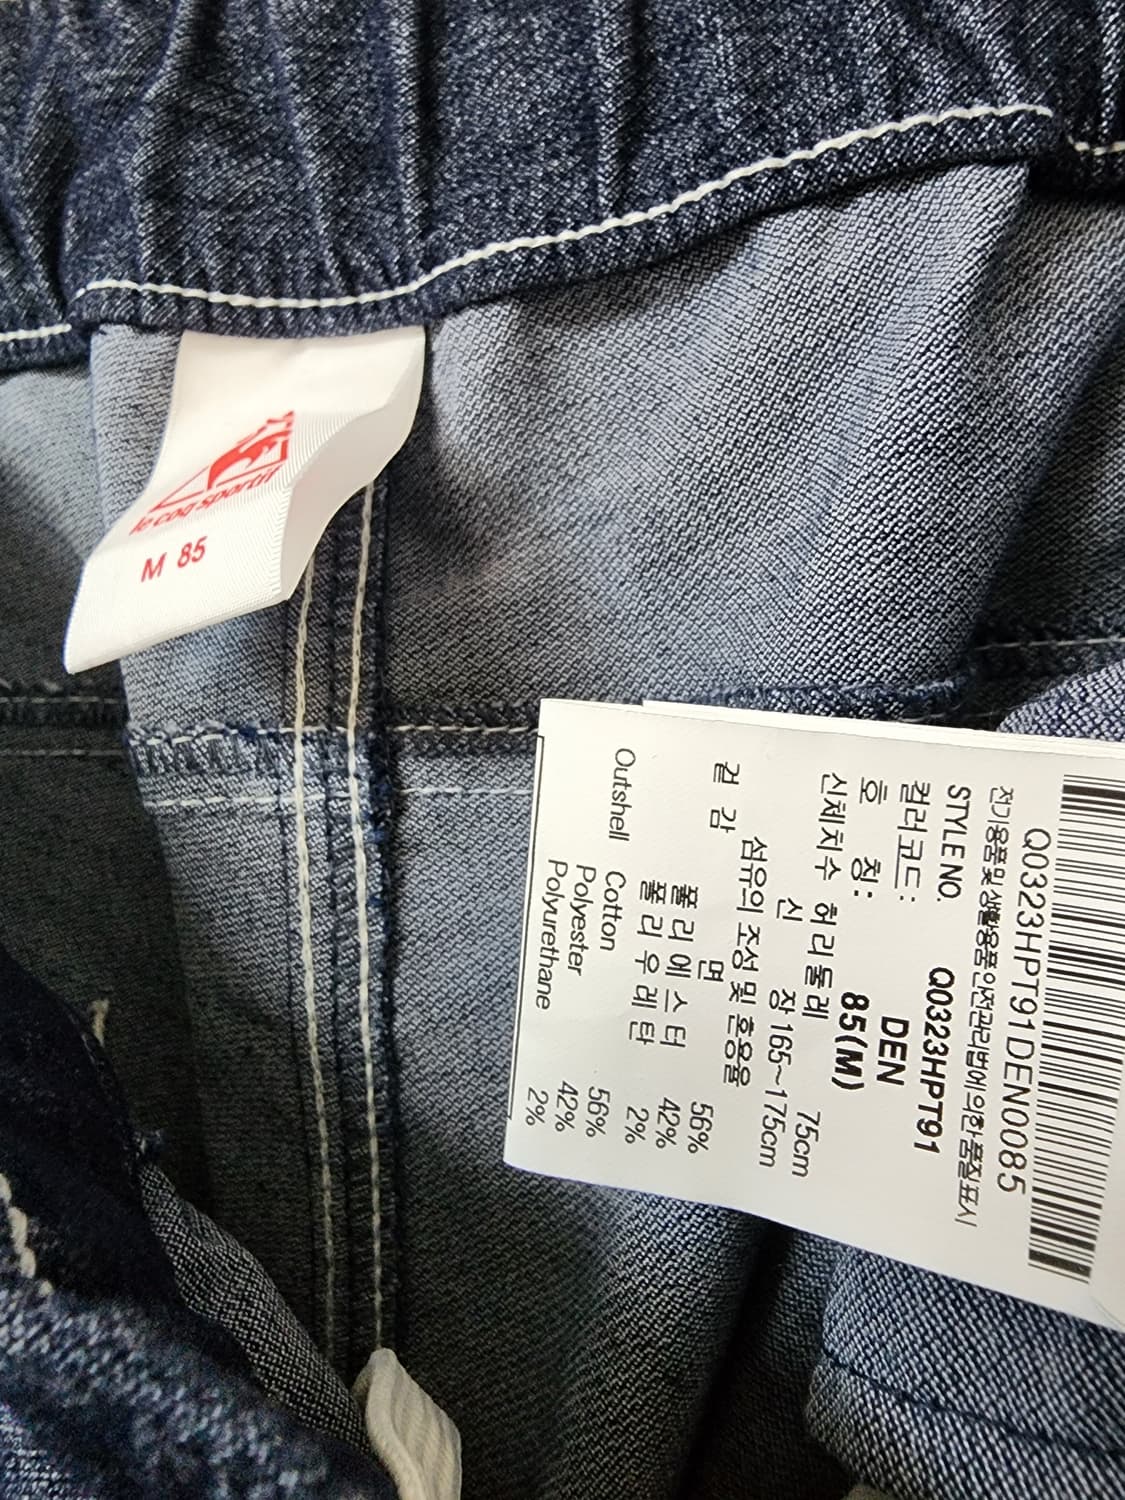 le coq sportif
M 85
Q0323HPT91DEN0085
전기용품 및 생활용품 안전관리법에 의한 품질표시
STYLE NO. Q0323HPT91
컬러코드: DEN
호 칭: 85(M)
신체치수 허리둘레 75cm
신 장 165~175cm
섬유의 조성 및 혼용율
겉 감 면 56%
폴리에스터 42%
폴리우레탄 2%
Outshell Cotton 56%
Polyester 42%
Polyurethane 2%